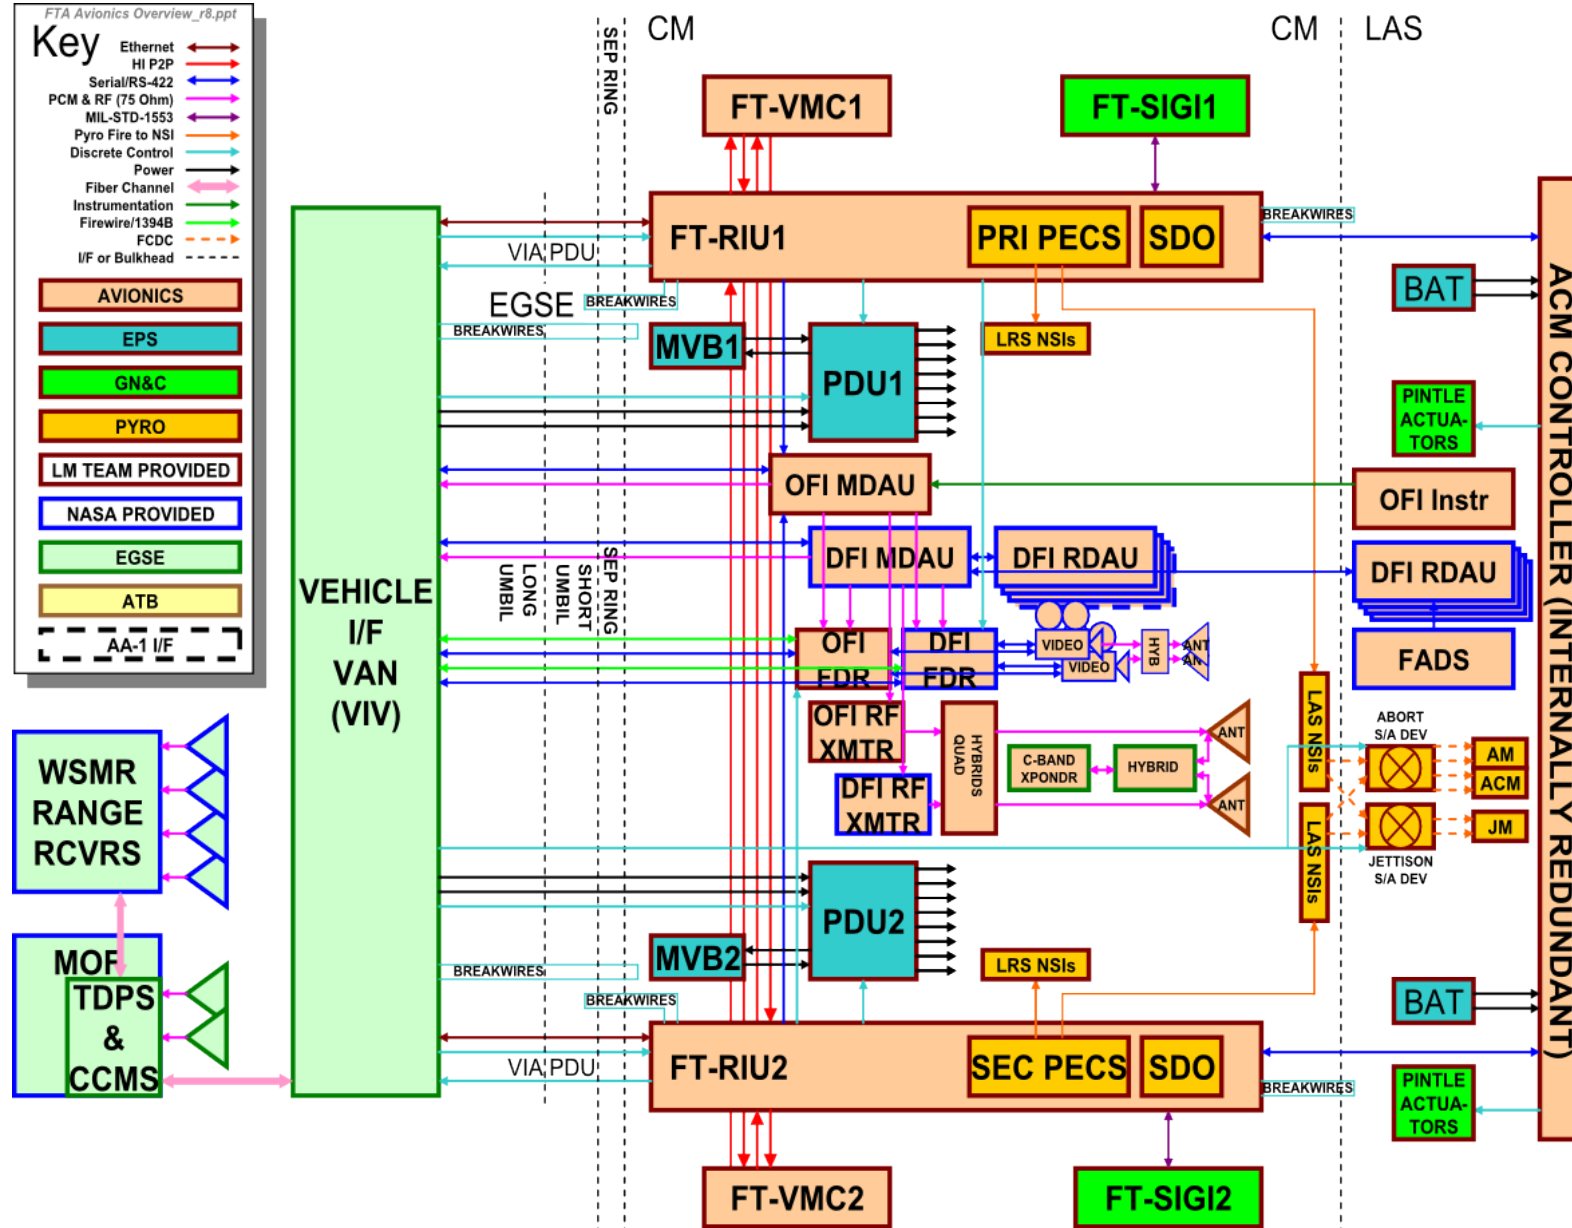 FTA Avionics Overview_r8.ppt
Key
Ethernet
HI P2P
Serial/RS-422
PCM & RF (75 Ohm)
MIL-STD-1553
Pyro Fire to NSI
Discrete Control
Power
Fiber Channel
Instrumentation
Firewire/1394B
FCDC
I/F or Bulkhead
AVIONICS
EPS
GN&C
PYRO
LM TEAM PROVIDED
NASA PROVIDED
EGSE
ATB
AA-1 I/F
WSMR
RANGE
RCVRS
MOF
TDPS
&
CCMS
VEHICLE
I/F
VAN
(VIV)
SEP RING
CM
CM
LAS
FT-VMC1
FT-SIGI1
FT-RIU1
PRI PECS
SDO
BREAKWIRES
VIA PDU
EGSE
BREAKWIRES
BREAKWIRES
MVB1
PDU1
LRS NSIs
BAT
PINTLE
ACTUA-
TORS
ACM CONTROLLER (INTERNALLY REDUNDANT)
OFI MDAU
OFI Instr
LONG
UMBIL
SHORT
UMBIL
SEP RING
DFI MDAU
DFI RDAU
DFI RDAU
OFI
FDR
DFI
FDR
VIDEO
VIDEO
HYB
ANT
AN
FADS
OFI RF
XMTR
DFI RF
XMTR
HYBRIDS
QUAD
C-BAND
XPONDR
HYBRID
ANT
ANT
LAS NSIs
LAS NSIs
ABORT
S/A DEV
AM
ACM
JM
JETTISON
S/A DEV
PDU2
MVB2
LRS NSIs
BREAKWIRES
BREAKWIRES
BAT
VIA PDU
FT-RIU2
SEC PECS
SDO
BREAKWIRES
PINTLE
ACTUA-
TORS
FT-VMC2
FT-SIGI2